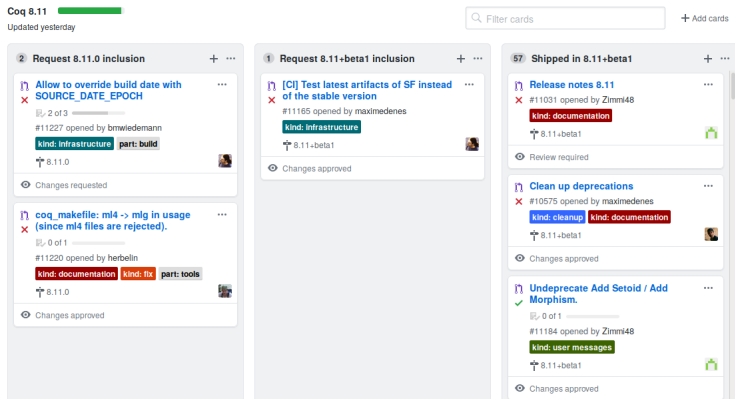 Coq 8.11
Updated yesterday
Filter cards
+ Add cards
2 Request 8.11.0 inclusion
Allow to override build date with
SOURCE_DATE_EPOCH
2 of 3
#11227 opened by bmwiedemann
kind: infrastructure part: build
8.11.0
Changes requested
coq_makefile: ml4 -> mlg in usage
(since ml4 files are rejected).
0 of 1
#11220 opened by herbelin
kind: documentation kind: fix part: tools
8.11.0
Changes approved
1 Request 8.11+beta1 inclusion
[CI] Test latest artifacts of SF instead
of the stable version
#11165 opened by maximedenes
kind: infrastructure
8.11+beta1
Changes approved
57 Shipped in 8.11+beta1
Release notes 8.11
#11031 opened by Zimmi48
kind: documentation
8.11+beta1
Review required
Clean up deprecations
#10575 opened by maximedenes
kind: cleanup kind: documentation
8.11+beta1
Changes approved
Undeprecate Add Setoid / Add
Morphism.
0 of 1
#11184 opened by Zimmi48
kind: user messages
8.11+beta1
Changes approved